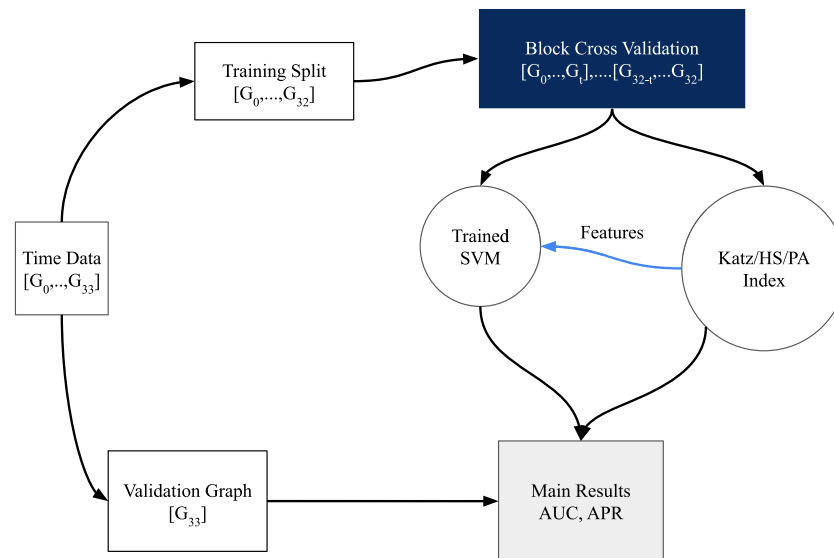 Block Cross Validation
[G0,..,Gt],....[G32-t,...G32]
Training Split
[G0,...,G32]
Features
Trained
SVM
Katz/HS/PA
Index
Time Data
[G0,..,G33]
Validation Graph
[G33]
Main Results
AUC, APR